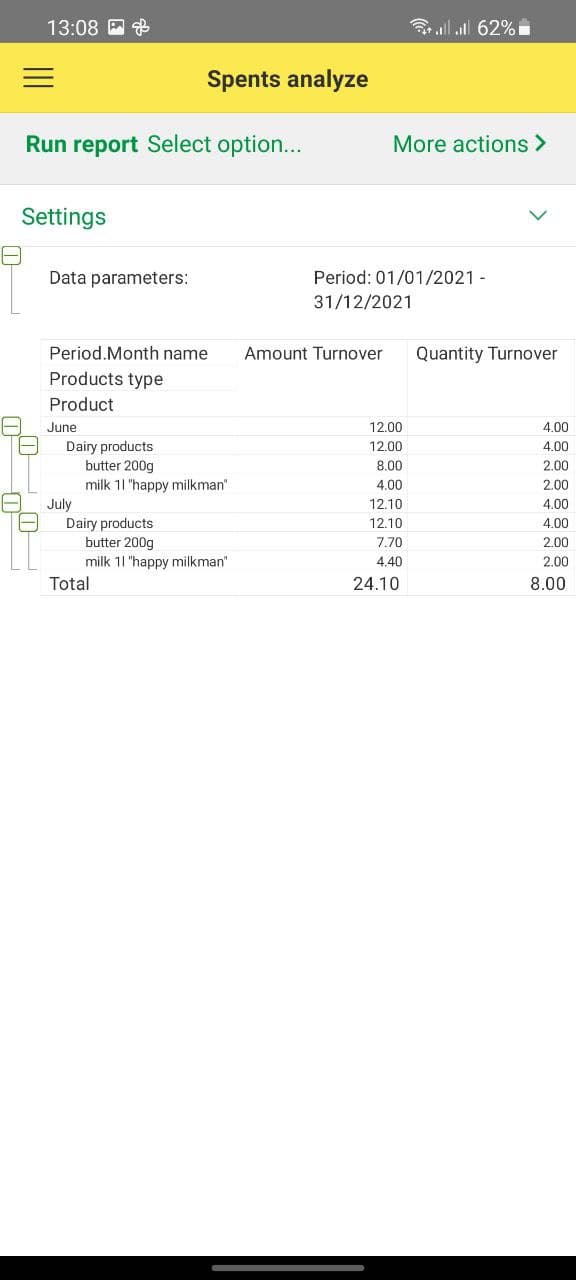 13:08 62%
Spents analyze
Run report Select option... More actions
Settings
Data parameters: Period: 01/01/2021 -
31/12/2021
Period.Month name Amount Turnover Quantity Turnover
Products type
Product
June 12.00 4.00
Dairy products 12.00 4.00
butter 200g 8.00 2.00
milk 1l "happy milkman" 4.00 2.00
July 12.10 4.00
Dairy products 12.10 4.00
butter 200g 7.70 2.00
milk 1l "happy milkman" 4.40 2.00
Total 24.10 8.00